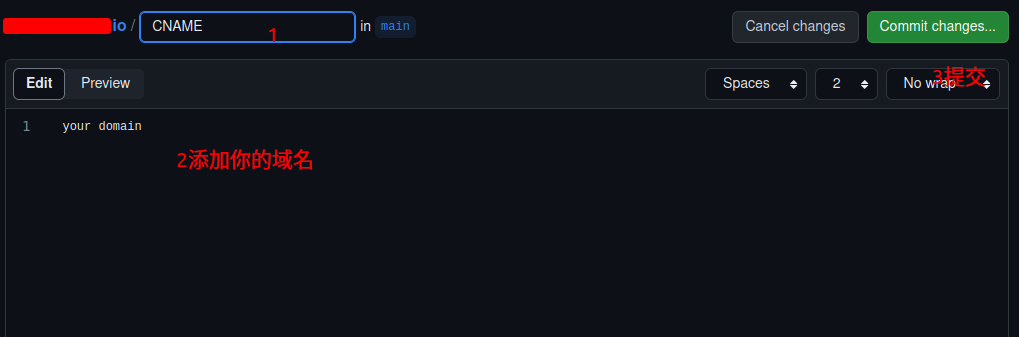 io / CNAME in main Cancel changes Commit changes...
1
Edit Preview Spaces 2 No wrap
3提交
1 your domain
2添加你的域名